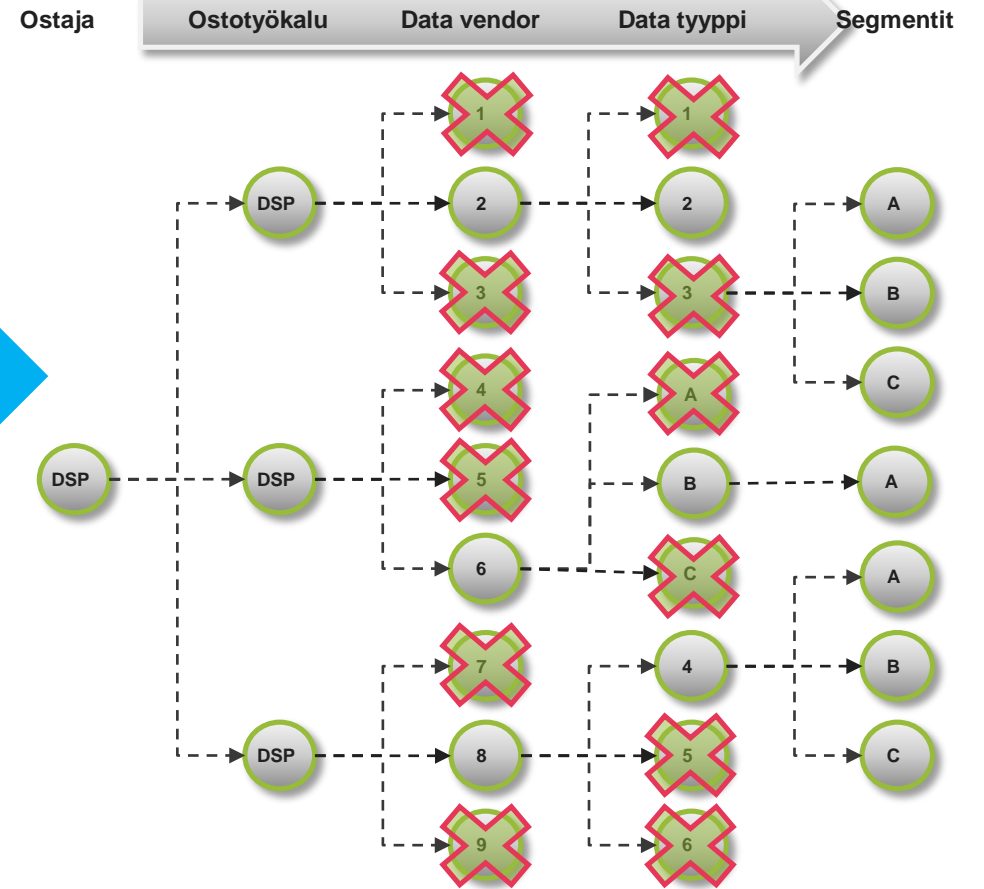 Ostaja Ostotyökalu Data vendor Data tyyppi Segmentit
1 1
DSP 2 2 A
3 3 B
4 A C
DSP DSP 5 B A
6 C A
7 4 B
DSP 8 5 C
9 6